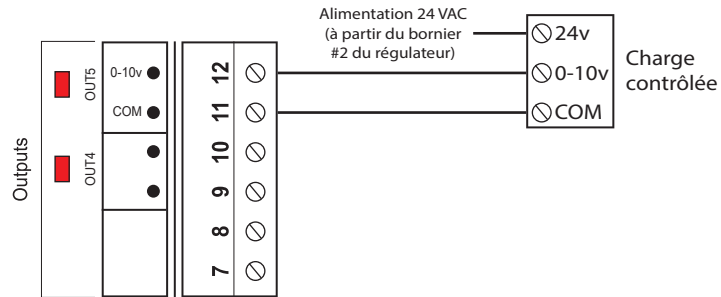 Alimentation 24 VAC
(à partir du bornier
#2 du régulateur)
24v
0-10v
COM
Charge
contrôlée
Outputs
OUT5
OUT4
0-10v
COM
12
11
10
9
8
7